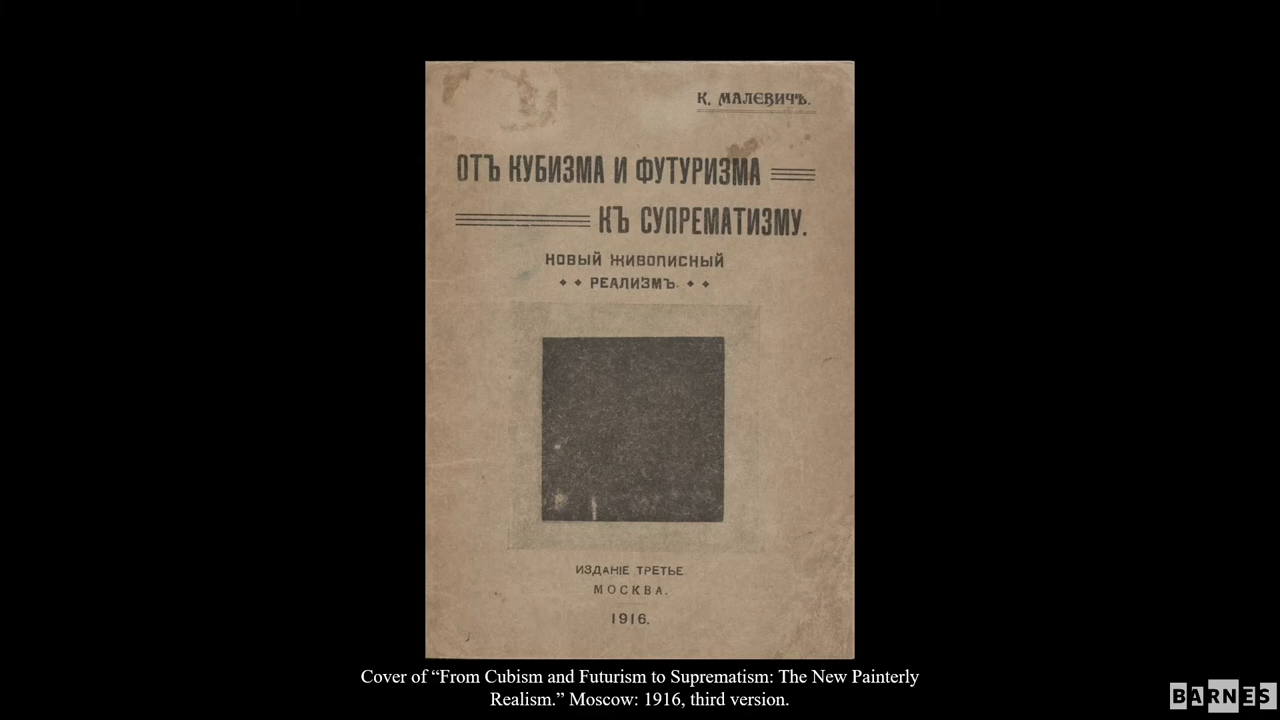 К. МАЛЕВИЧЪ.
ОТЪ КУБИЗМА И ФУТУРИЗМА
КЪ СУПРЕМАТИЗМУ.
НОВЫЙ ЖИВОПИСНЫЙ
РЕАЛИЗМЪ.
ИЗДАНІЕ ТРЕТЬЕ
МОСКВА.
1916.
Cover of “From Cubism and Futurism to Suprematism: The New Painterly
Realism.” Moscow: 1916, third version.
BARNES